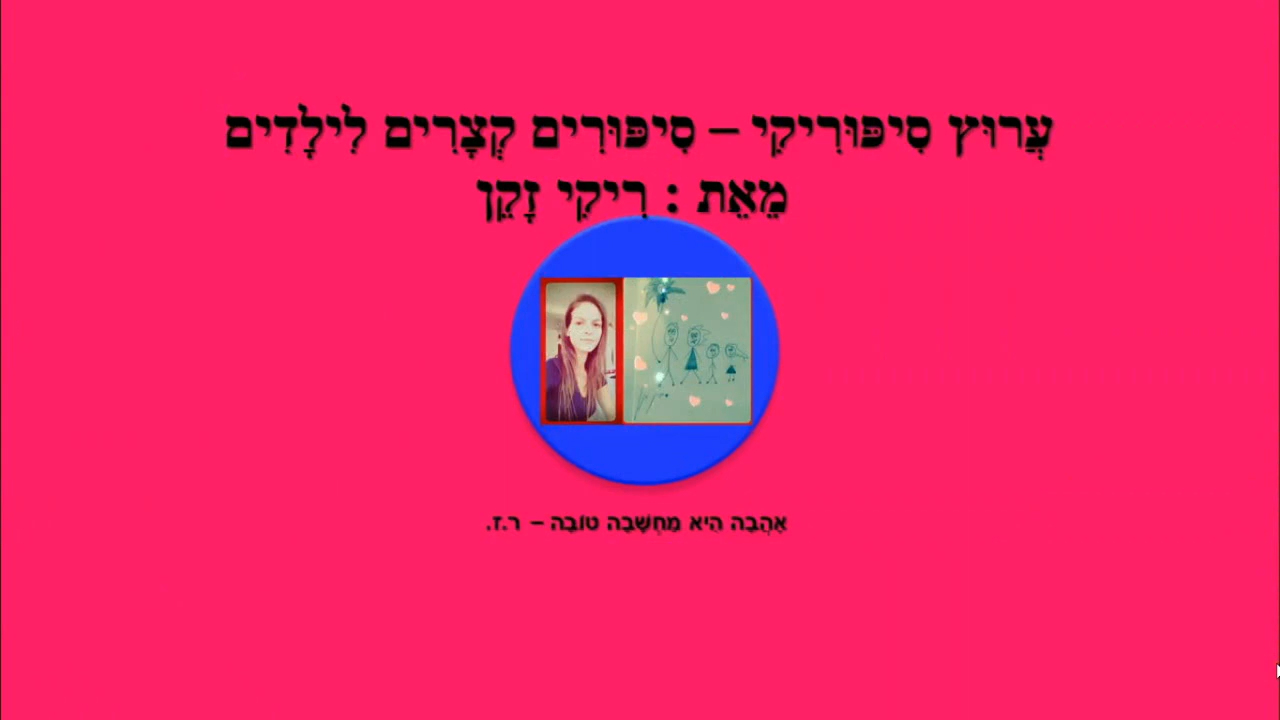 עֲרוּץ סִיפּוּרִיקִי – סִיפּוּרִים קְצָרִים לִילָדִים
מֵאֵת : רִיקִי זָקֵן
אַהֲבָה הִיא מַחְשָׁבָה טוֹבָה – ר.ז.